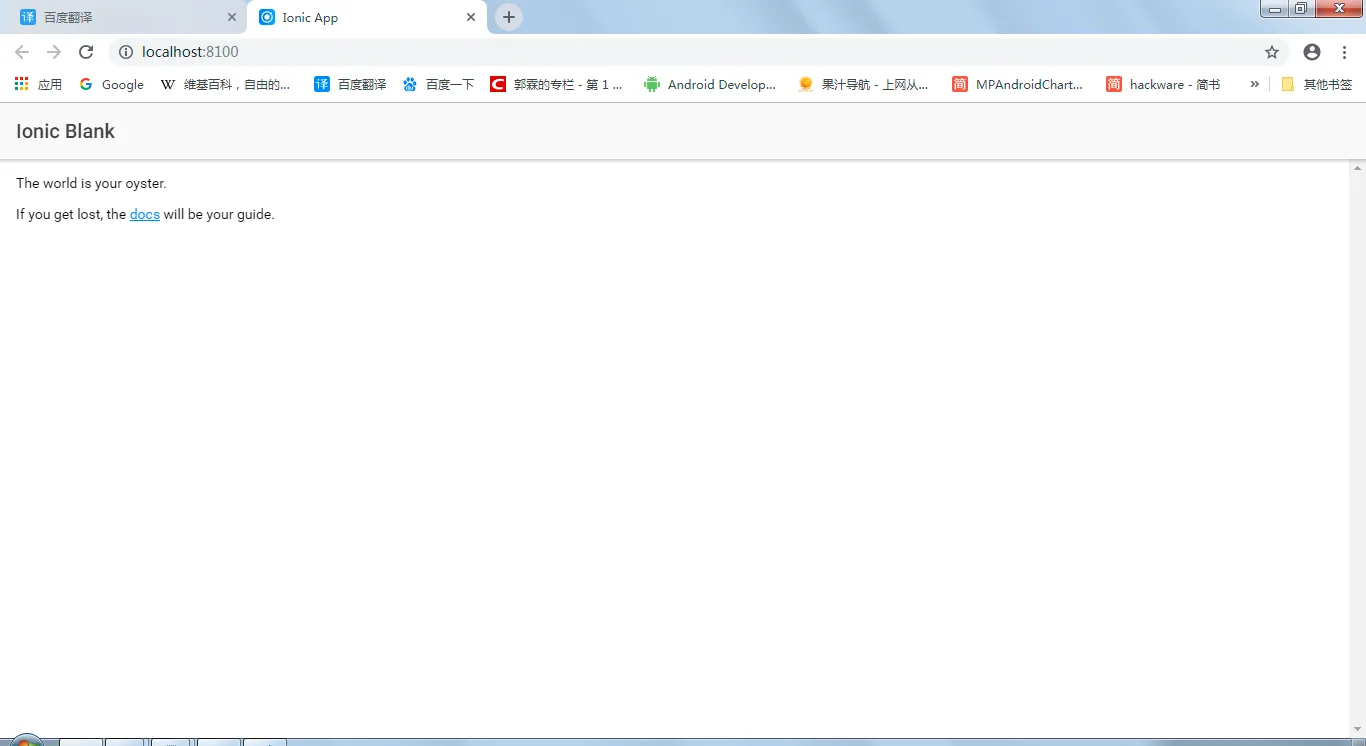 译 百度翻译
Ionic App
localhost:8100
应用
Google
W 维基百科，自由的...
译 百度翻译
百度一下
C 郭霖的专栏 - 第 1 ...
Android Develop...
果汁导航 - 上网从...
简 MPAndroidChart...
简 hackware - 简书
»
其他书签
Ionic Blank
The world is your oyster.
If you get lost, the docs will be your guide.